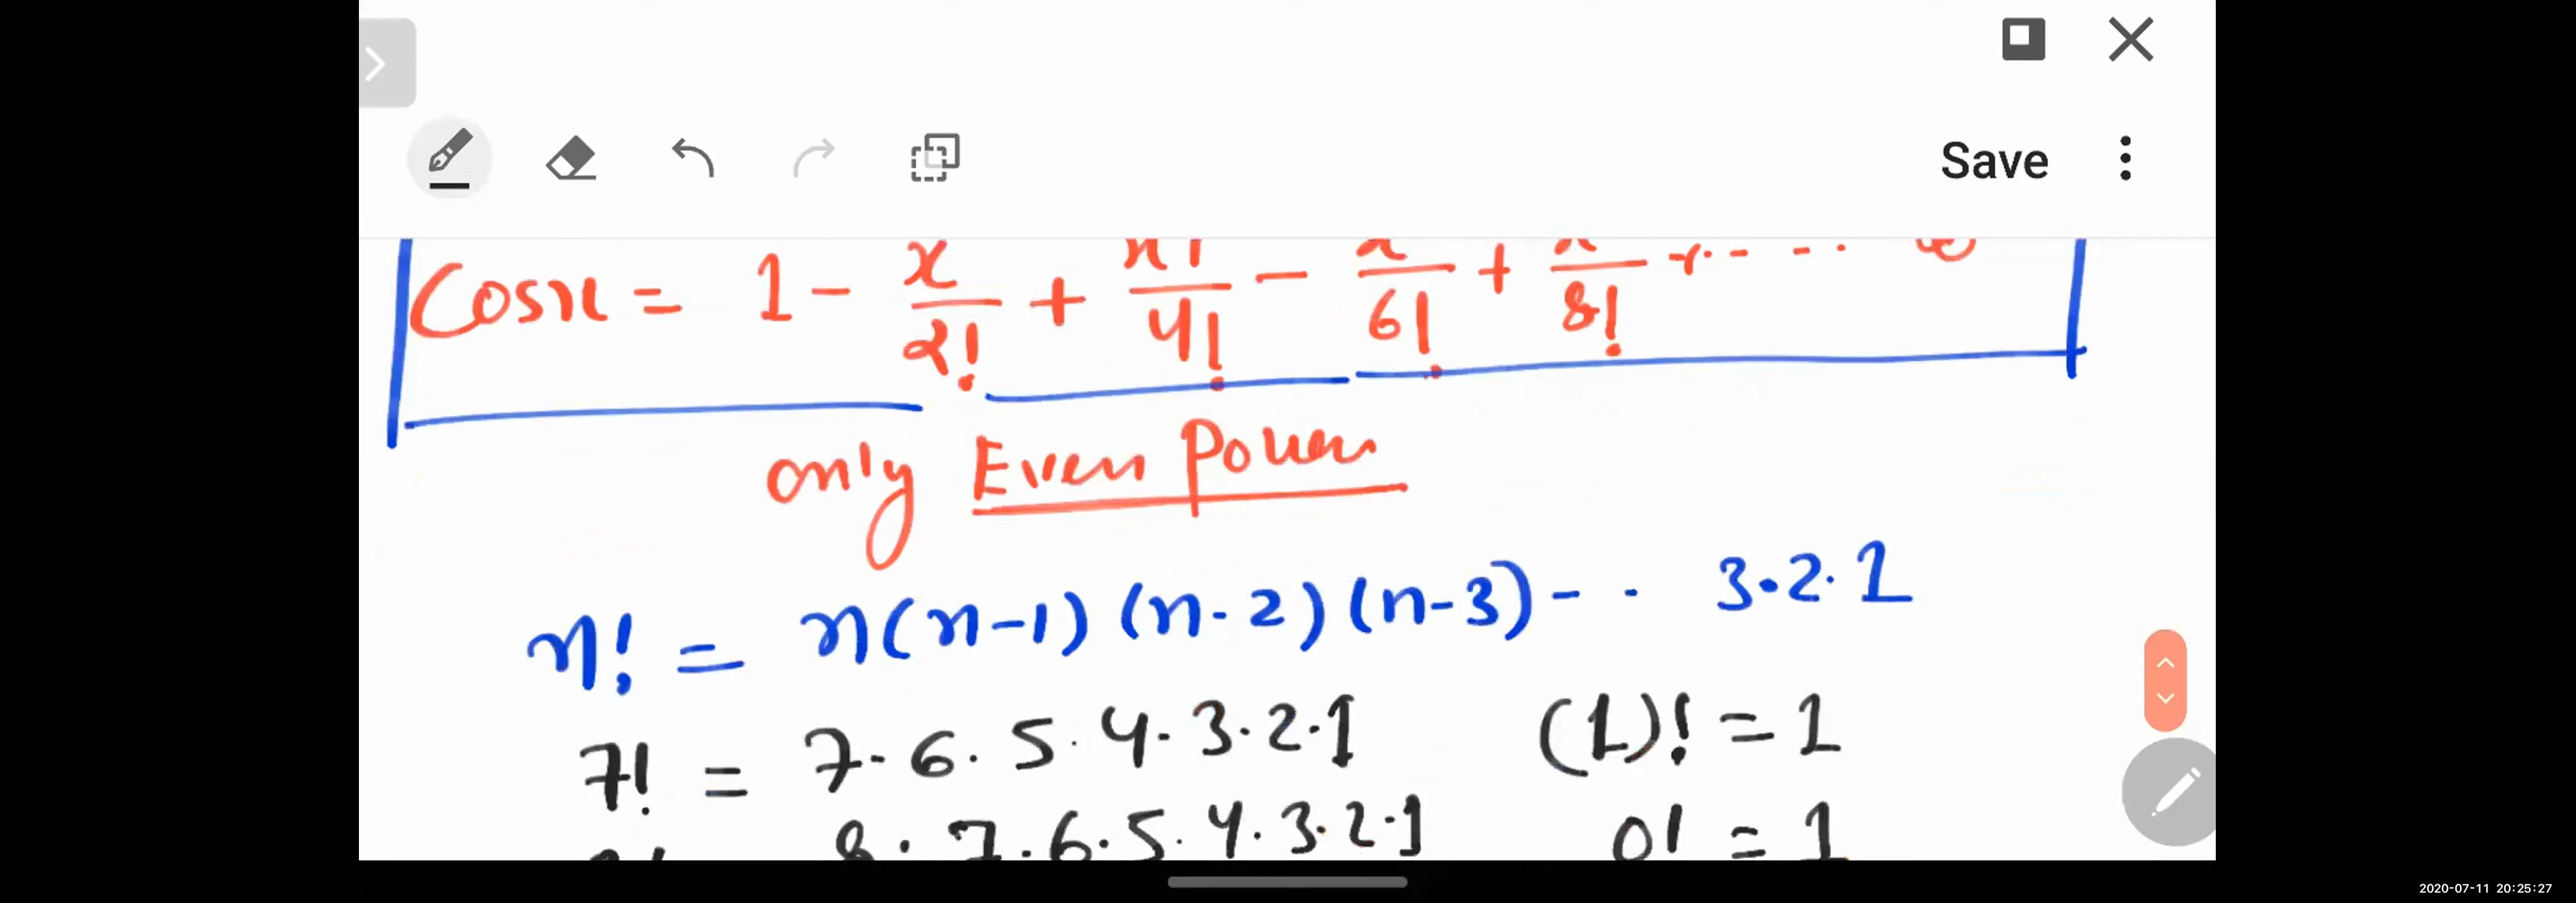 Save
Cosx = 1 - x/2! + x4/4! - x/6! + x/8! + ..... ∞
only Even Power
n! = n(n-1)(n-2)(n-3)-- 3.2.1
7! = 7.6.5.4.3.2.1 (1)! = 1
8.7.6.5.4.3.2.1 0! = 1
2020-07-11 20:25:27